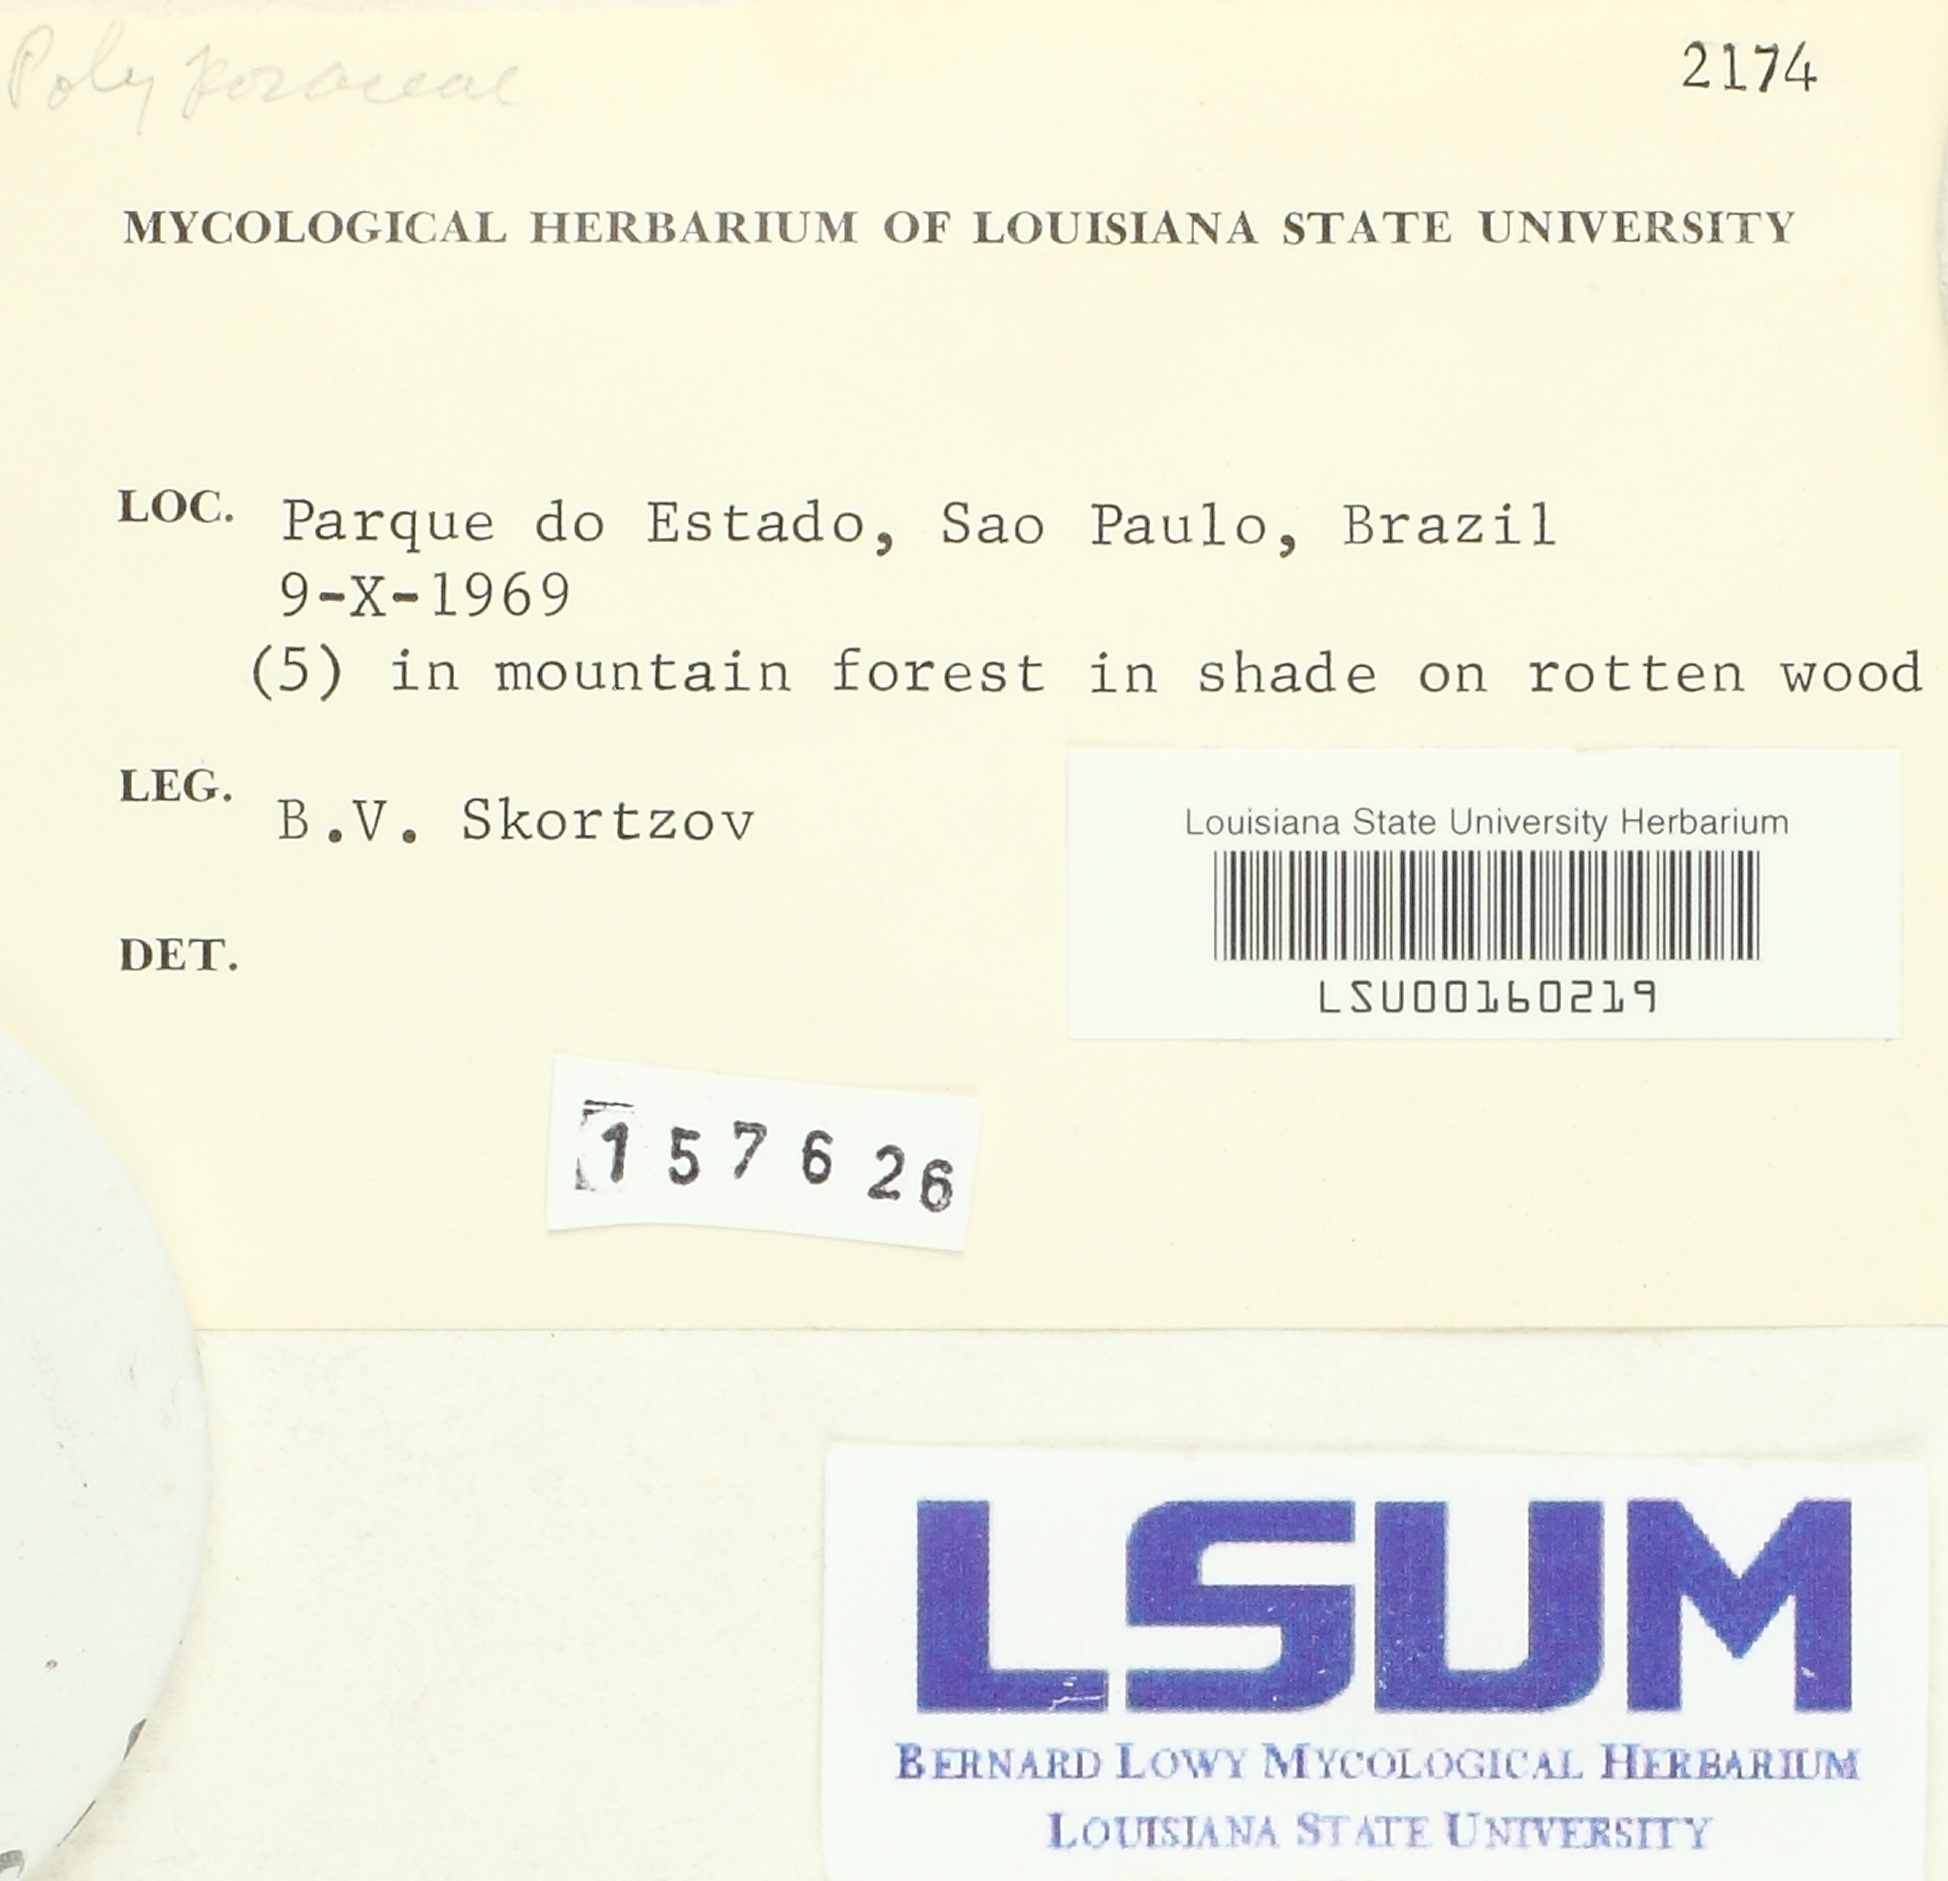 Polyporaceae
2174
MYCOLOGICAL HERBARIUM OF LOUISIANA STATE UNIVERSITY
LOC. Parque do Estado, Sao Paulo, Brazil
9-X-1969
(5) in mountain forest in shade on rotten wood
LEG. B.V. Skortzov
Louisiana State University Herbarium
LSU00160219
DET.
157626
LSUM
BERNARD LOWY MYCOLOGICAL HERBARIUM
LOUISIANA STATE UNIVERSITY